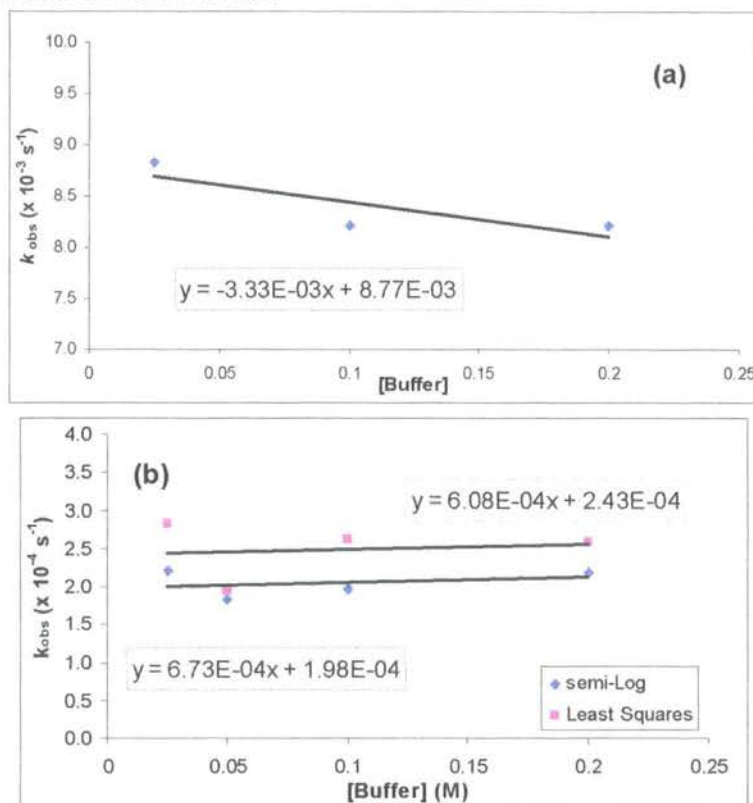 10.0
(a)
9.5
9.0
8.5
8.0
7.5
7.0
k obs (x 10⁻³ s⁻¹)
y = -3.33E-03x + 8.77E-03
0 0.05 0.1 0.15 0.2 0.25
[Buffer]
4.0
(b)
3.5
3.0
2.5
2.0
1.5
1.0
0.5
0.0
kobs (x 10⁻⁴ s⁻¹)
y = 6.08E-04x + 2.43E-04
y = 6.73E-04x + 1.98E-04
semi-Log
Least Squares
0 0.05 0.1 0.15 0.2 0.25
[Buffer] (M)